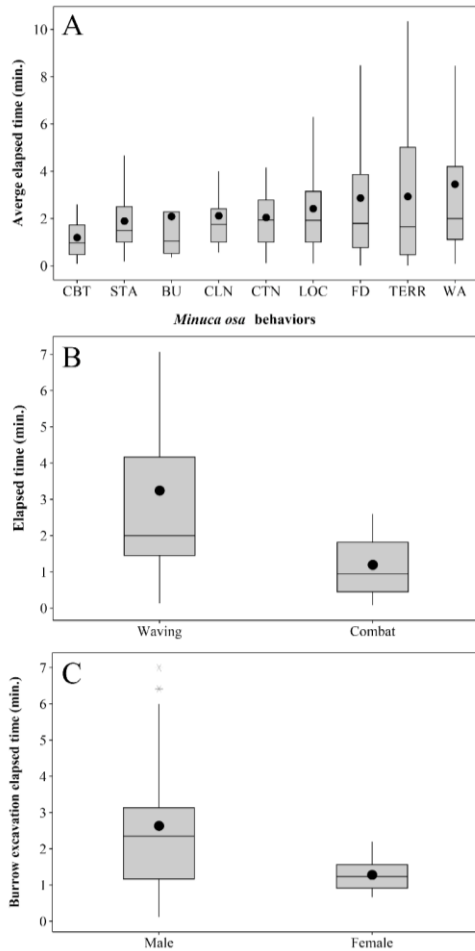 A
Averge elapsed time (min.)
10
8
6
4
2
0
CBT STA BU CLN CTN LOC FD TERR WA
Minuca osa behaviors
B
Elapsed time (min.)
7
6
5
4
3
2
1
0
Waving Combat
C
Burrow excavation elapsed time (min.)
7
6
5
4
3
2
1
0
Male Female